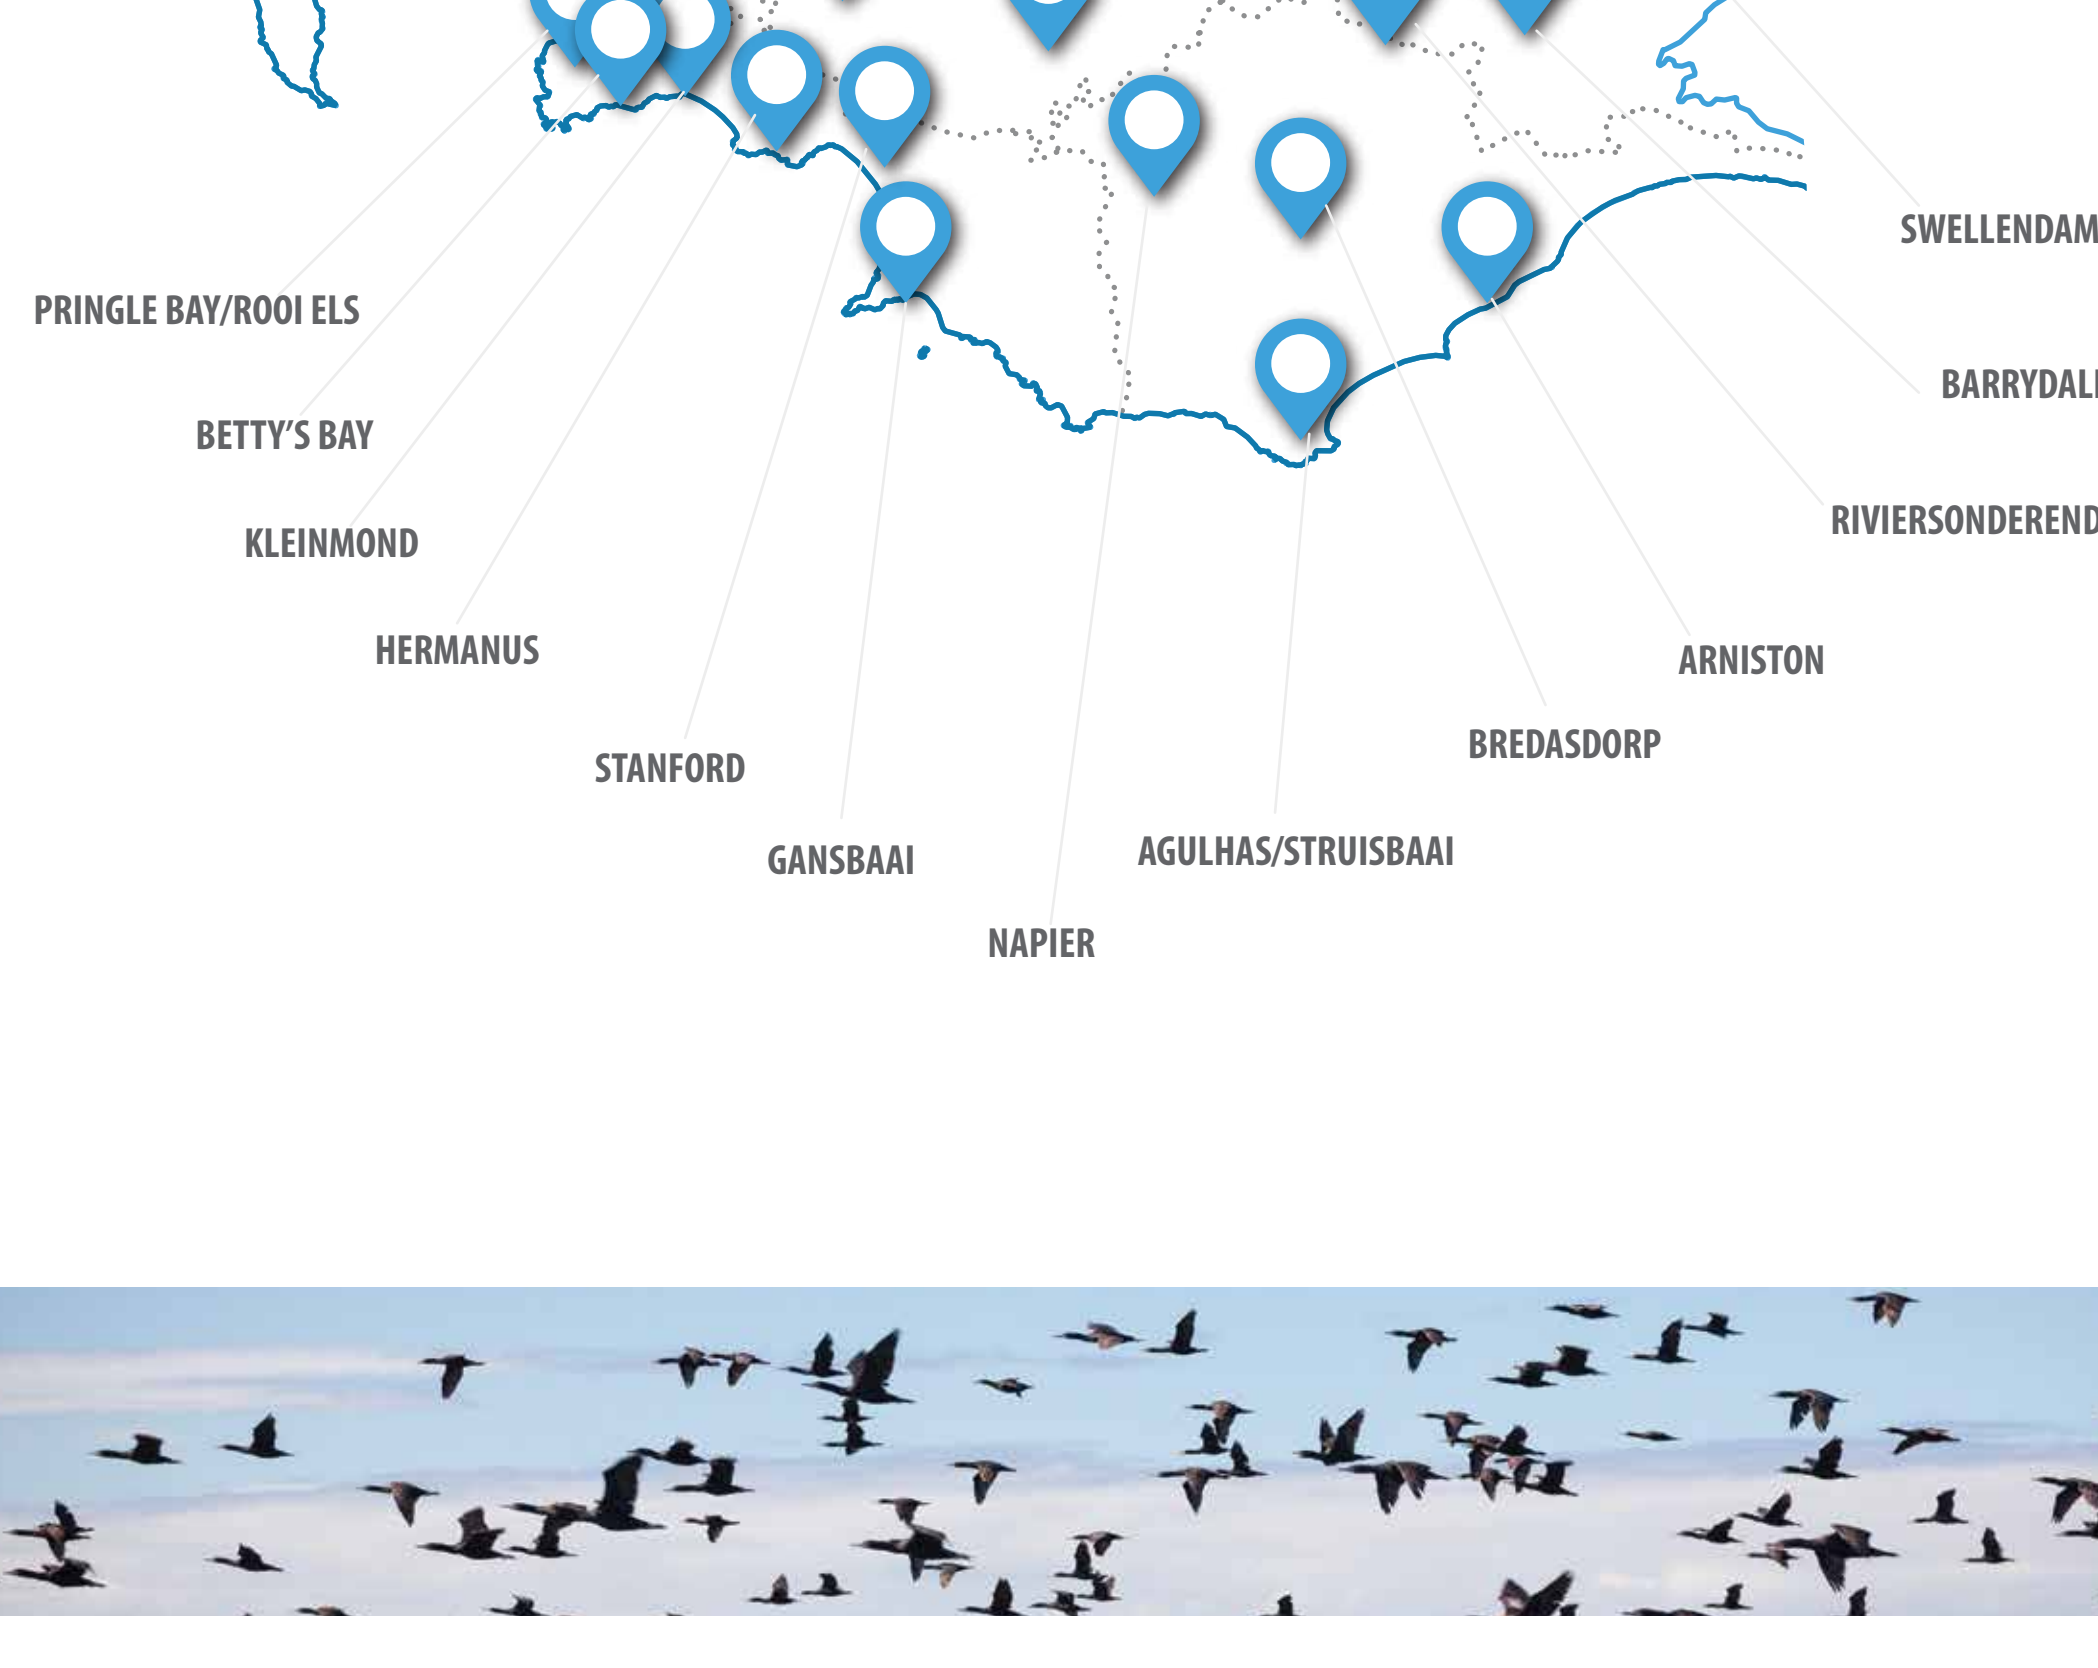 SWELLENDAM
PRINGLE BAY/ROOI ELS
BARRYDAL
BETTY'S BAY
RIVIERSONDEREND
KLEINMOND
HERMANUS
ARNISTON
BREDASDORP
STANFORD
AGULHAS/STRUISBAAI
GANSBAAI
NAPIER